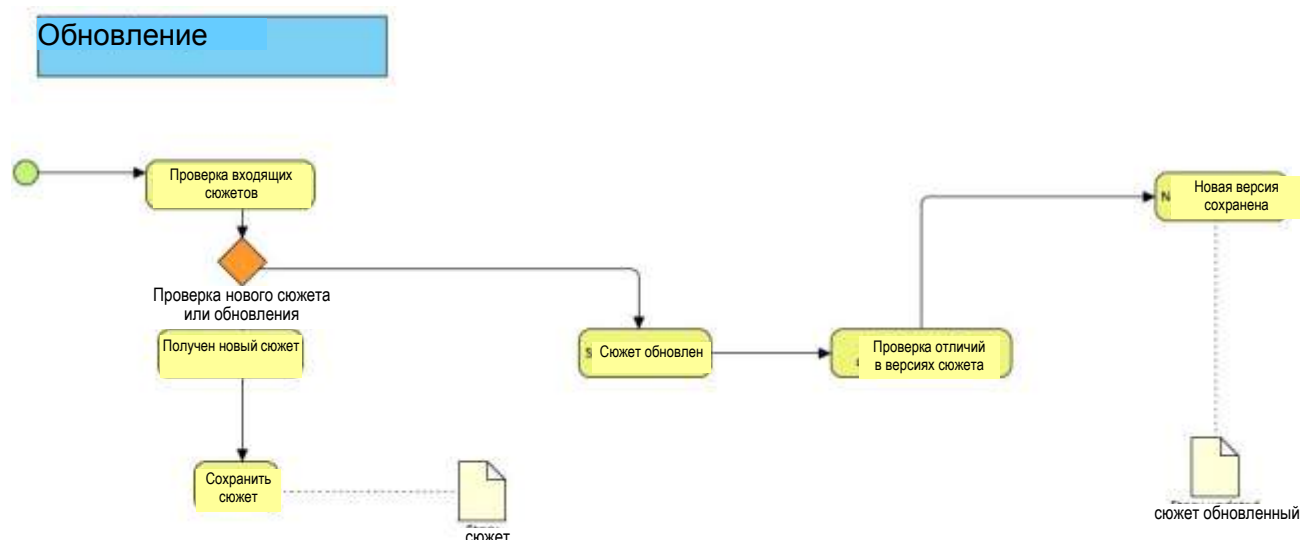 Обновление
Проверка входящих
сюжетов
Новая версия
сохранена
N
Проверка нового сюжета
или обновления
Получен новый сюжет
S
Сюжет обновлен
Проверка отличий
в версиях сюжета
Сохранить
сюжет
сюжет
сюжет обновленный